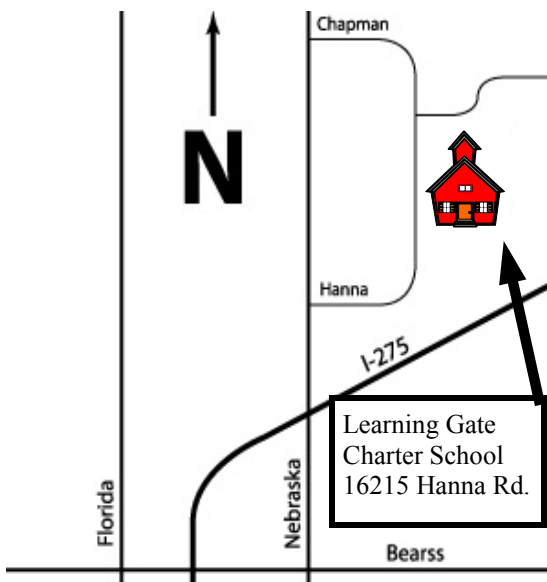 Chapman
N
Hanna
I-275
Learning Gate
Charter School
16215 Hanna Rd.
Florida
Nebraska
Bearss